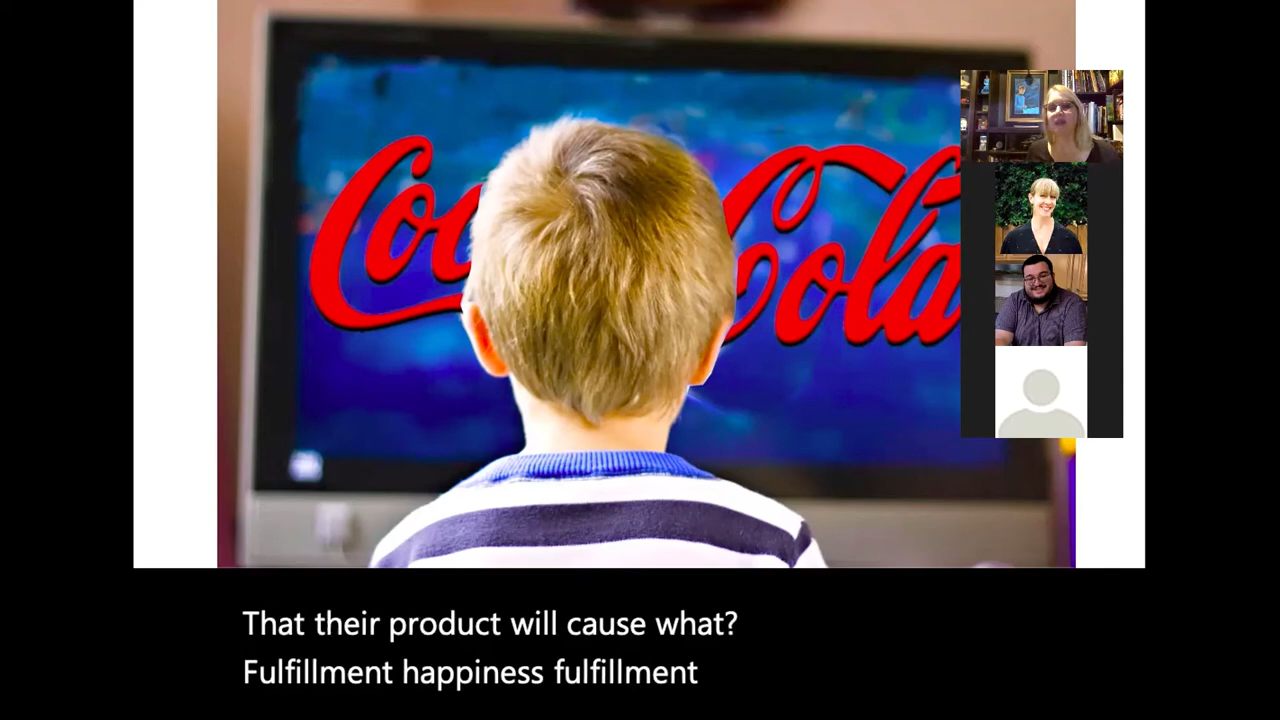 Coca Cola
That their product will cause what?
Fulfillment happiness fulfillment